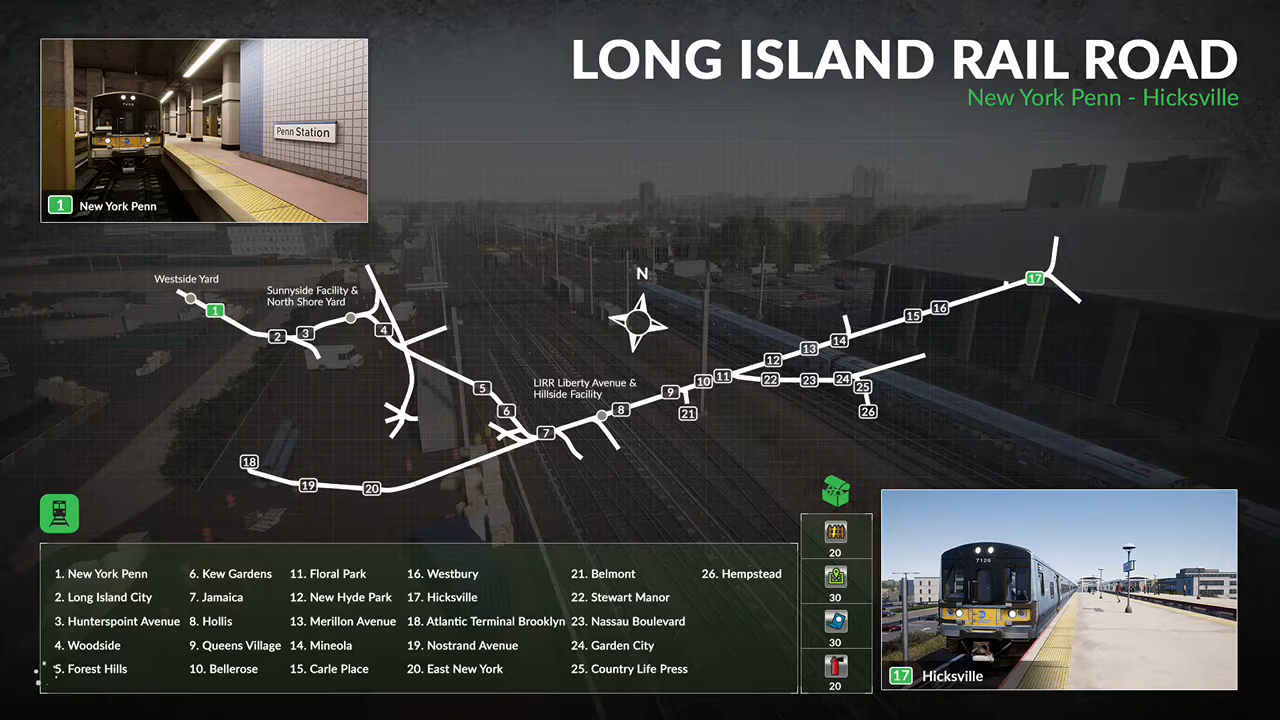 LONG ISLAND RAIL ROAD
New York Penn - Hicksville
Penn Station
1 New York Penn
N
Westside Yard
Sunnyside Facility &
North Shore Yard
LIRR Liberty Avenue &
Hillside Facility
1
2
3
4
5
6
7
8
9
10
11
12
13
14
15
16
17
18
19
20
21
22
23
24
25
26
1. New York Penn
2. Long Island City
3. Hunterspoint Avenue
4. Woodside
5. Forest Hills
6. Kew Gardens
7. Jamaica
8. Hollis
9. Queens Village
10. Bellerose
11. Floral Park
12. New Hyde Park
13. Merillon Avenue
14. Mineola
15. Carle Place
16. Westbury
17. Hicksville
18. Atlantic Terminal Brooklyn
19. Nostrand Avenue
20. East New York
21. Belmont
22. Stewart Manor
23. Nassau Boulevard
24. Garden City
25. Country Life Press
26. Hempstead
20
30
30
20
7126
17 Hicksville